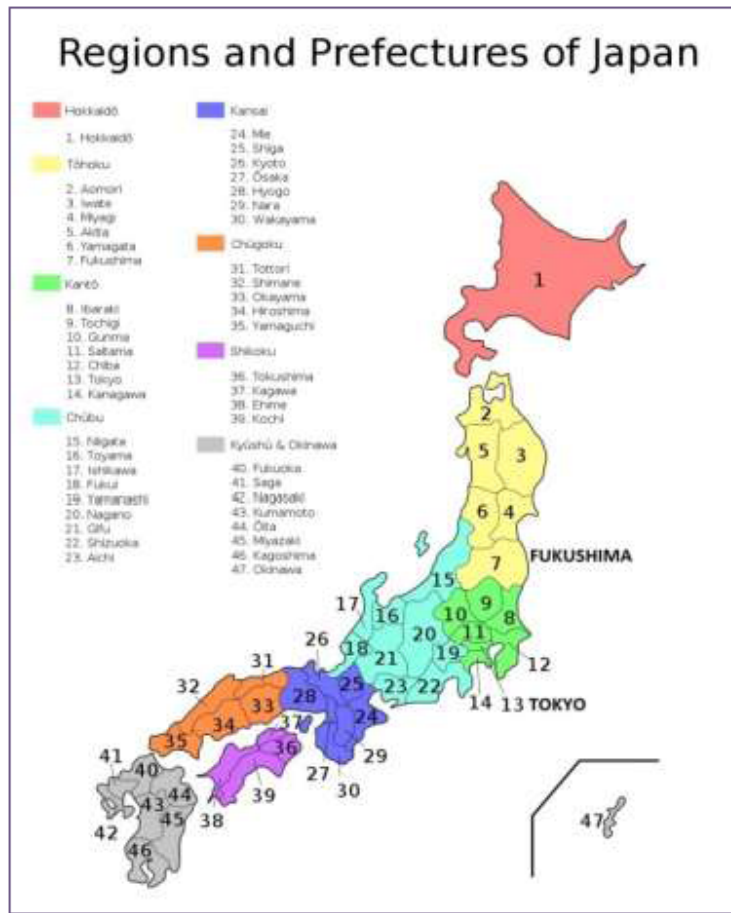 Regions and Prefectures of Japan
Hokkaidō
1. Hokkaidō
Tōhoku
2. Aomori
3. Iwate
4. Miyagi
5. Akita
6. Yamagata
7. Fukushima
Kantō
8. Ibaraki
9. Tochigi
10. Gunma
11. Saitama
12. Chiba
13. Tokyo
14. Kanagawa
Chūbu
15. Niigata
16. Toyama
17. Ishikawa
18. Fukui
19. Yamanashi
20. Nagano
21. Gifu
22. Shizuoka
23. Aichi
Kansai
24. Mie
25. Shiga
26. Kyoto
27. Ōsaka
28. Hyogo
29. Nara
30. Wakayama
Chūgoku
31. Tottori
32. Shimane
33. Okayama
34. Hiroshima
35. Yamaguchi
Shikoku
36. Tokushima
37. Kagawa
38. Ehime
39. Kochi
Kyūshū & Okinawa
40. Fukuoka
41. Saga
42. Nagasaki
43. Kumamoto
44. Ōita
45. Miyazaki
46. Kagoshima
47. Okinawa
1
2
5
3
6
4
7
FUKUSHIMA
15
9
17
16
10
8
11
20
26
18
21
19
12
31
25
28
23
22
14
13
TOKYO
32
33
24
34
37
35
36
29
41
40
27
30
44
39
43
47
45
42
38
46